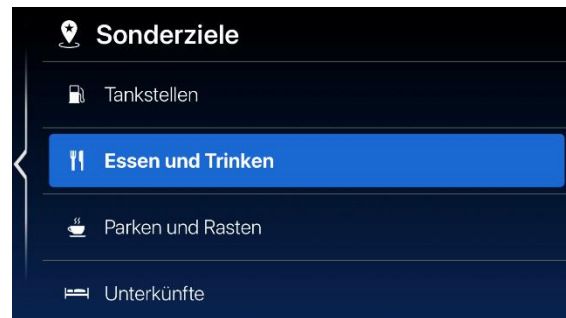 Sonderziele
Tankstellen
Essen und Trinken
Parken und Rasten
Unterkünfte